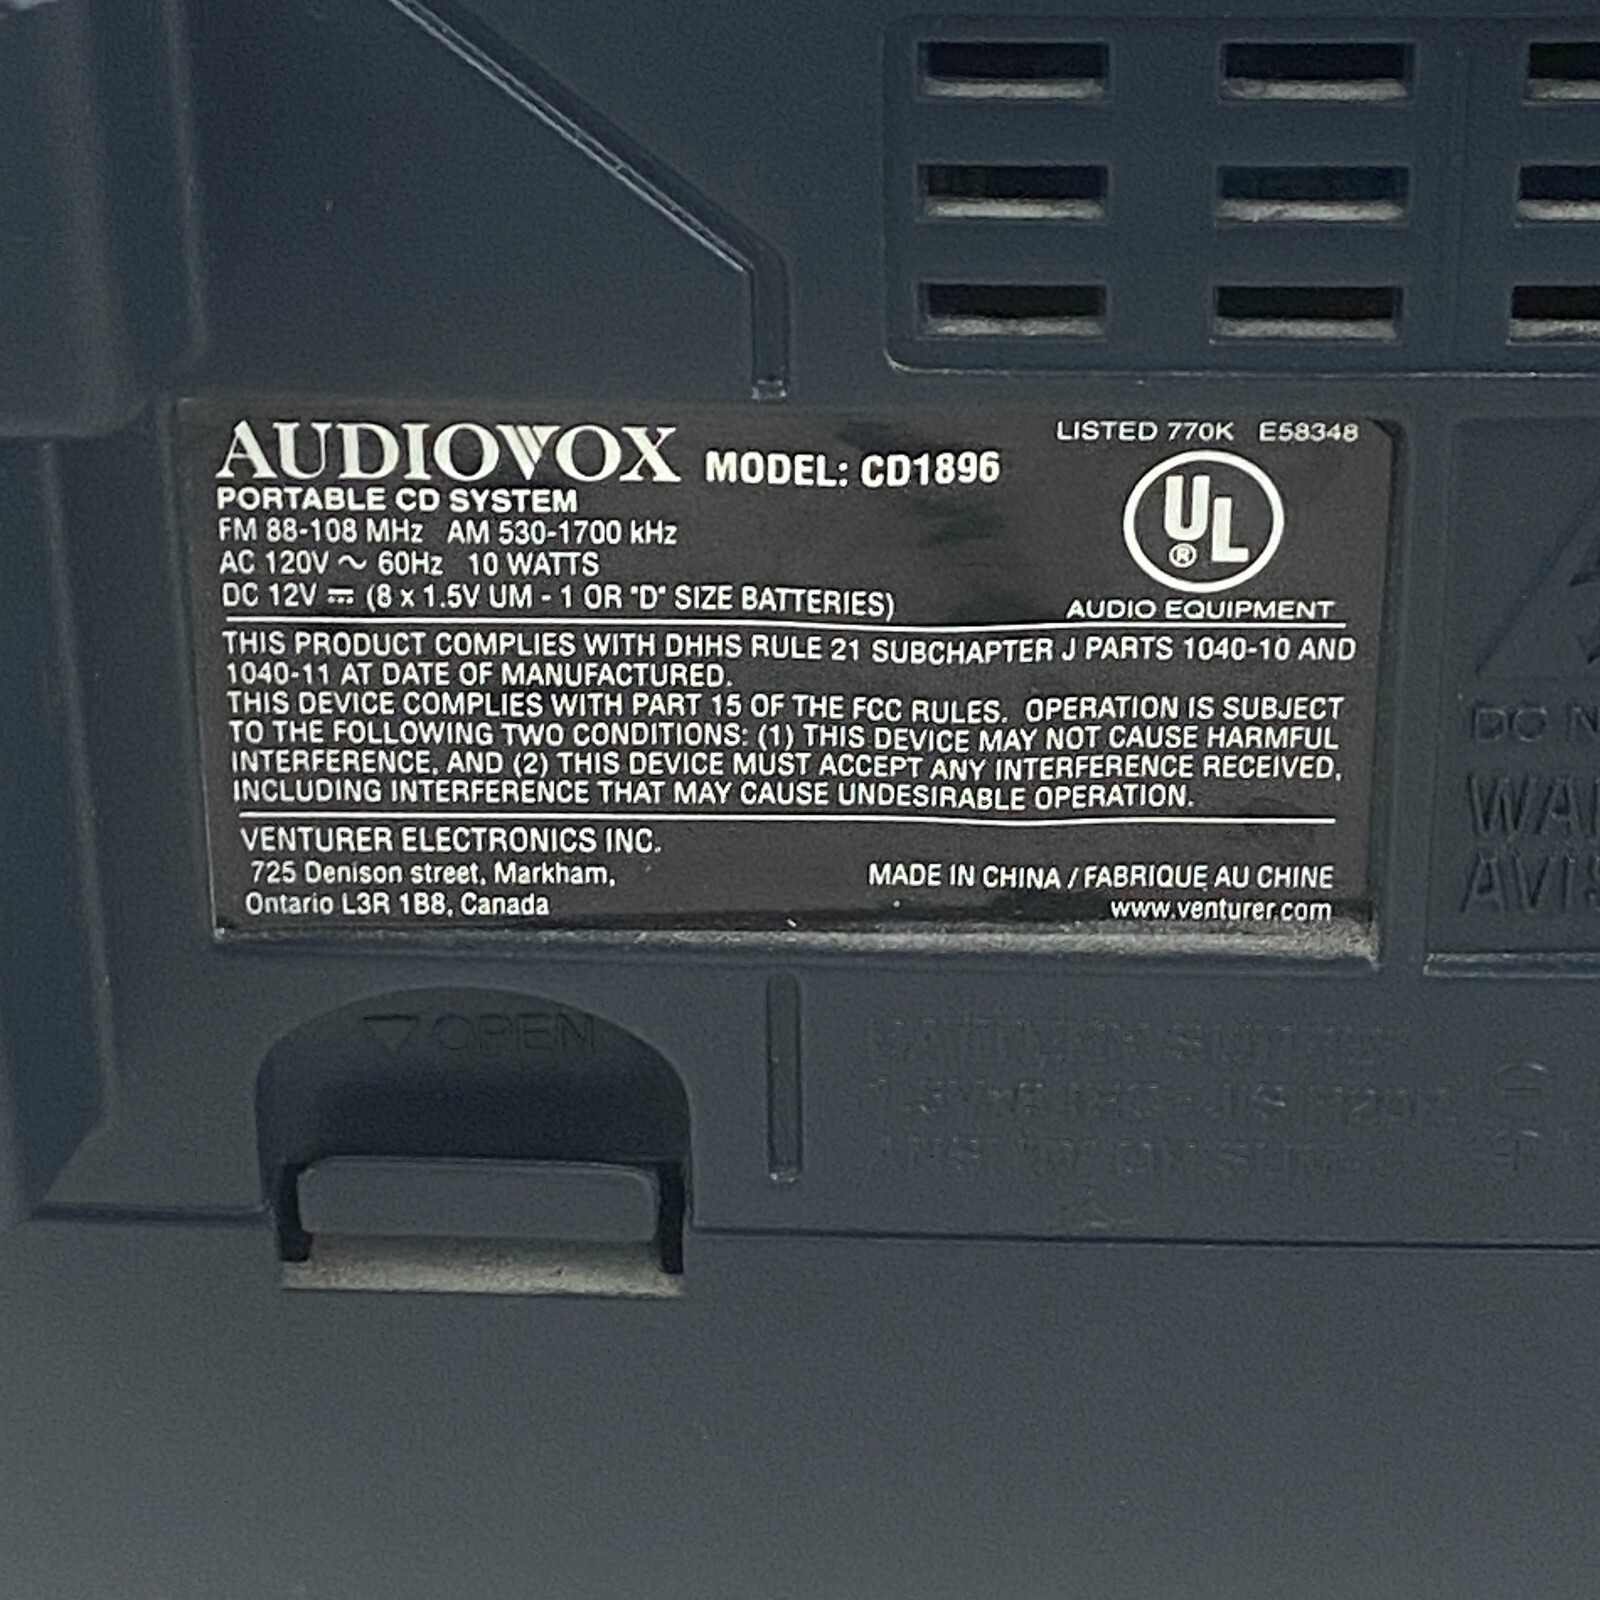 AUDIOVOX MODEL: CD1896
LISTED 770K E58348
PORTABLE CD SYSTEM
FM 88-108 MHz AM 530-1700 kHz
AC 120V ~ 60Hz 10 WATTS
DC 12V ⎓ (8 x 1.5V UM - 1 OR "D" SIZE BATTERIES)
UL
®
AUDIO EQUIPMENT
THIS PRODUCT COMPLIES WITH DHHS RULE 21 SUBCHAPTER J PARTS 1040-10 AND
1040-11 AT DATE OF MANUFACTURED.
THIS DEVICE COMPLIES WITH PART 15 OF THE FCC RULES. OPERATION IS SUBJECT
TO THE FOLLOWING TWO CONDITIONS: (1) THIS DEVICE MAY NOT CAUSE HARMFUL
INTERFERENCE, AND (2) THIS DEVICE MUST ACCEPT ANY INTERFERENCE RECEIVED,
INCLUDING INTERFERENCE THAT MAY CAUSE UNDESIRABLE OPERATION.
VENTURER ELECTRONICS INC.
725 Denison street, Markham,
Ontario L3R 1B8, Canada
MADE IN CHINA / FABRIQUE AU CHINE
www.venturer.com
DO N
WA
AVIS
OPEN